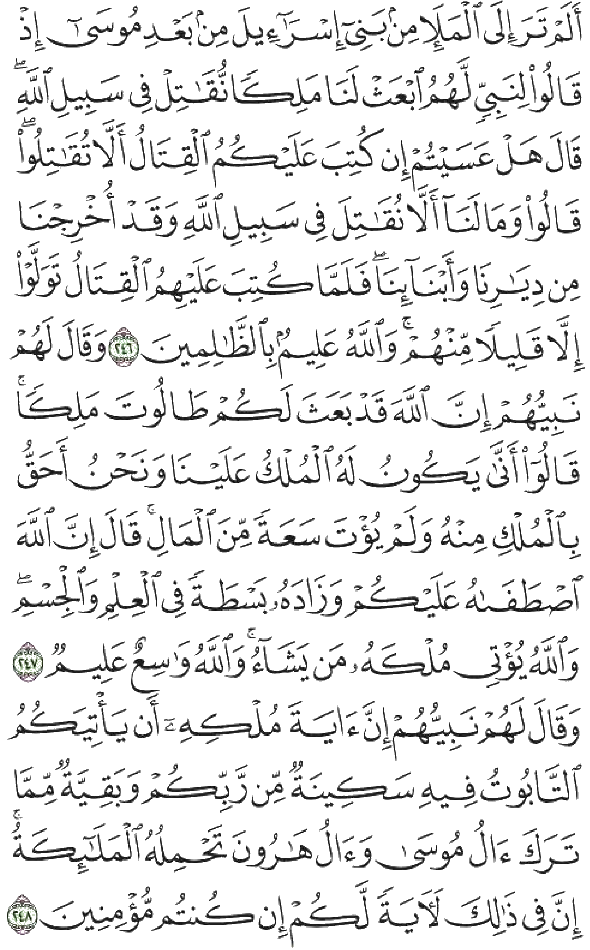 أَلَمْ تَرَ إِلَى ٱلْمَلَإِ مِنۢ بَنِىٓ إِسْرَٰٓءِيلَ مِنۢ بَعْدِ مُوسَىٰٓ إِذْ
قَالُوا۟ لِنَبِىٍّ لَّهُمُ ٱبْعَثْ لَنَا مَلِكًا نُّقَٰتِلْ فِى سَبِيلِ ٱللَّهِ ۖ
قَالَ هَلْ عَسَيْتُمْ إِن كُتِبَ عَلَيْكُمُ ٱلْقِتَالُ أَلَّا تُقَٰتِلُوا۟ ۖ
قَالُوا۟ وَمَا لَنَآ أَلَّا نُقَٰتِلَ فِى سَبِيلِ ٱللَّهِ وَقَدْ أُخْرِجْنَا
مِن دِيَٰرِنَا وَأَبْنَآئِنَا ۖ فَلَمَّا كُتِبَ عَلَيْهِمُ ٱلْقِتَالُ تَوَلَّوْا۟
إِلَّا قَلِيلًا مِّنْهُمْ ۗ وَٱللَّهُ عَلِيمٌۢ بِٱلظَّٰلِمِينَ ٢٤٦ وَقَالَ لَهُمْ
نَبِيُّهُمْ إِنَّ ٱللَّهَ قَدْ بَعَثَ لَكُمْ طَالُوتَ مَلِكًا ۚ
قَالُوٓا۟ أَنَّىٰ يَكُونُ لَهُ ٱلْمُلْكُ عَلَيْنَا وَنَحْنُ أَحَقُّ
بِٱلْمُلْكِ مِنْهُ وَلَمْ يُؤْتَ سَعَةً مِّنَ ٱلْمَالِ ۚ قَالَ إِنَّ ٱللَّهَ
ٱصْطَفَىٰهُ عَلَيْكُمْ وَزَادَهُۥ بَسْطَةً فِى ٱلْعِلْمِ وَٱلْجِسْمِ ۖ
وَٱللَّهُ يُؤْتِى مُلْكَهُۥ مَن يَشَآءُ ۚ وَٱللَّهُ وَٰسِعٌ عَلِيمٌ ٢٤٧
وَقَالَ لَهُمْ نَبِيُّهُمْ إِنَّ ءَايَةَ مُلْكِهِۦٓ أَن يَأْتِيَكُمُ
ٱلتَّابُوتُ فِيهِ سَكِينَةٌ مِّن رَّبِّكُمْ وَبَقِيَّةٌ مِّمَّا
تَرَكَ ءَالُ مُوسَىٰ وَءَالُ هَٰرُونَ تَحْمِلُهُ ٱلْمَلَٰٓئِكَةُ ۚ
إِنَّ فِى ذَٰلِكَ لَءَايَةً لَّكُمْ إِن كُنتُم مُّؤْمِنِينَ ٢٤٨